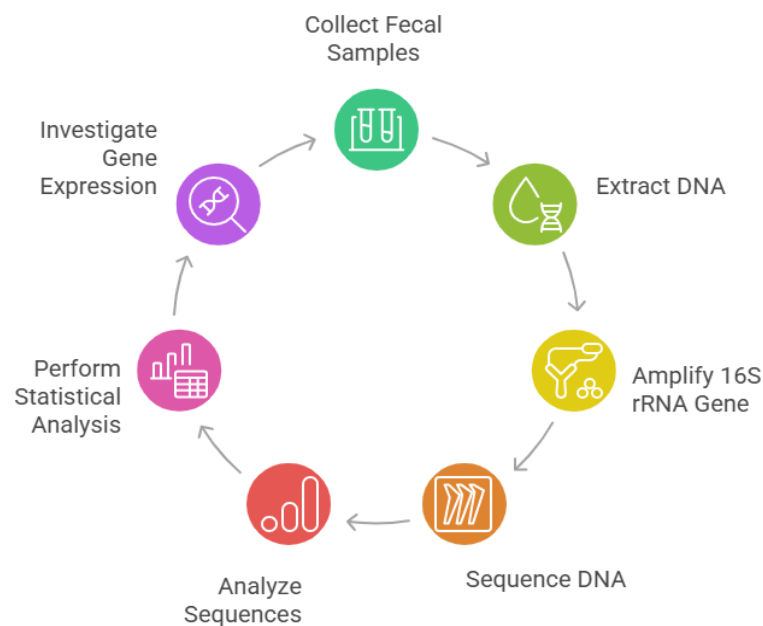 Collect Fecal
Samples
Extract DNA
Amplify 16S
rRNA Gene
Sequence DNA
Analyze
Sequences
Perform
Statistical
Analysis
Investigate
Gene
Expression